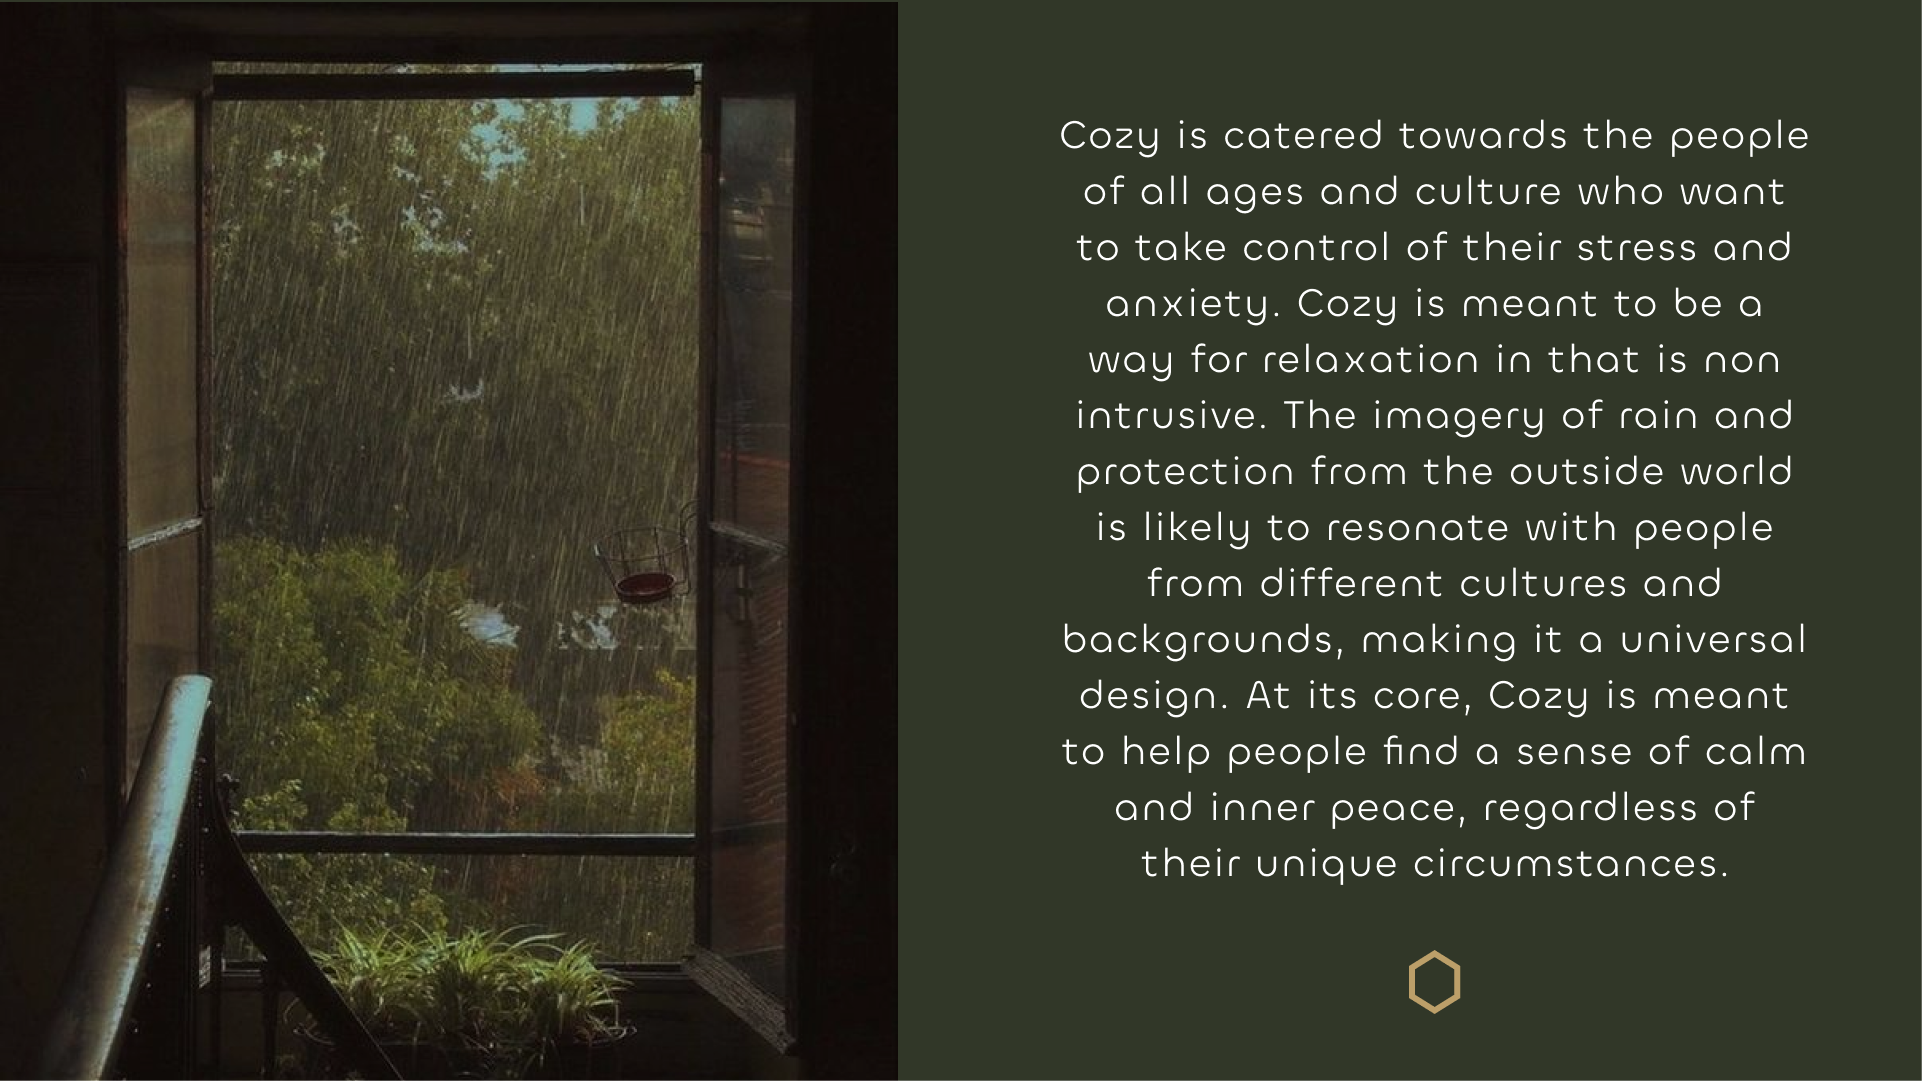 Cozy is catered towards the people
of all ages and culture who want
to take control of their stress and
anxiety. Cozy is meant to be a
way for relaxation in that is non
intrusive. The imagery of rain and
protection from the outside world
is likely to resonate with people
from different cultures and
backgrounds, making it a universal
design. At its core, Cozy is meant
to help people find a sense of calm
and inner peace, regardless of
their unique circumstances.